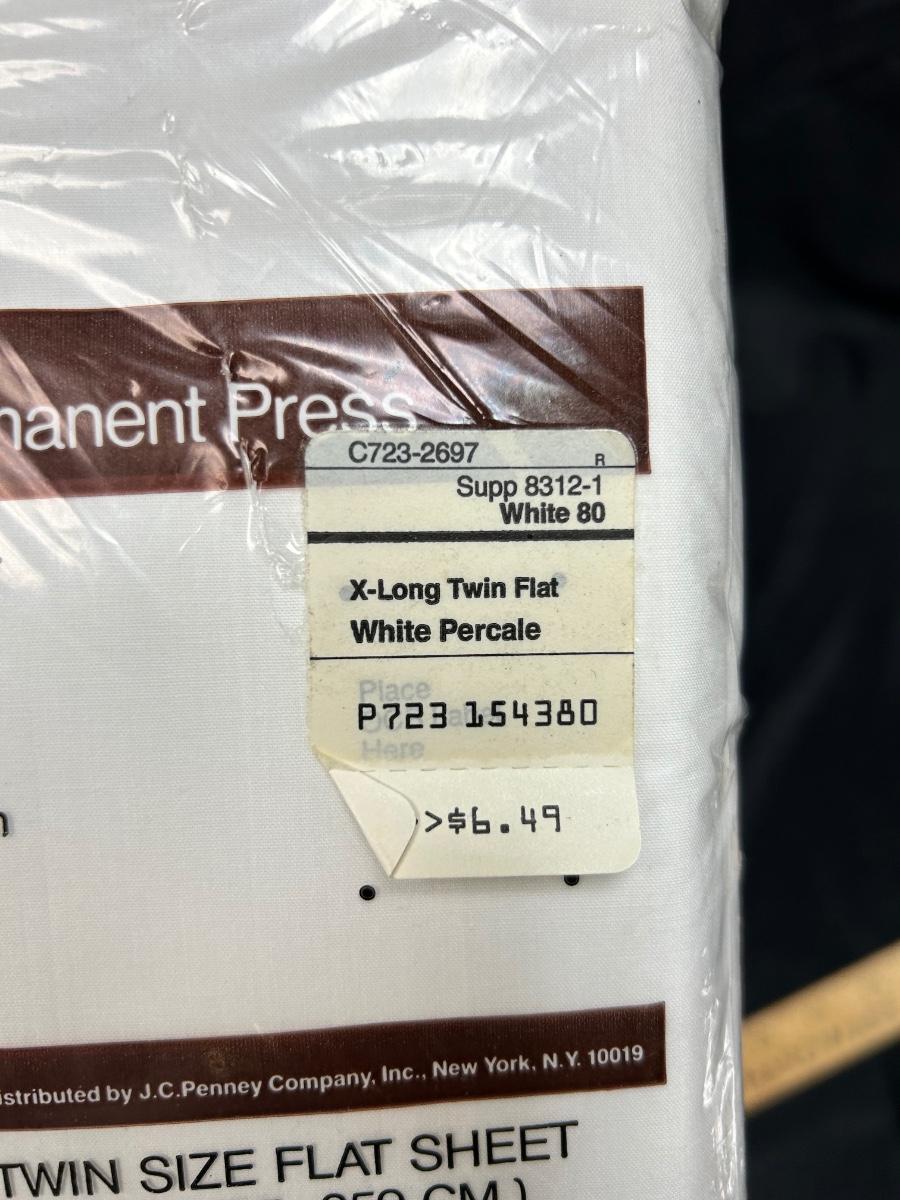 manent Press
C723-2697 R
Supp 8312-1
White 80
X-Long Twin Flat
White Percale
Place
P723 154380
Here
>$6.49
istributed by J.C.Penney Company, Inc., New York, N.Y. 10019
TWIN SIZE FLAT SHEET
CM.)